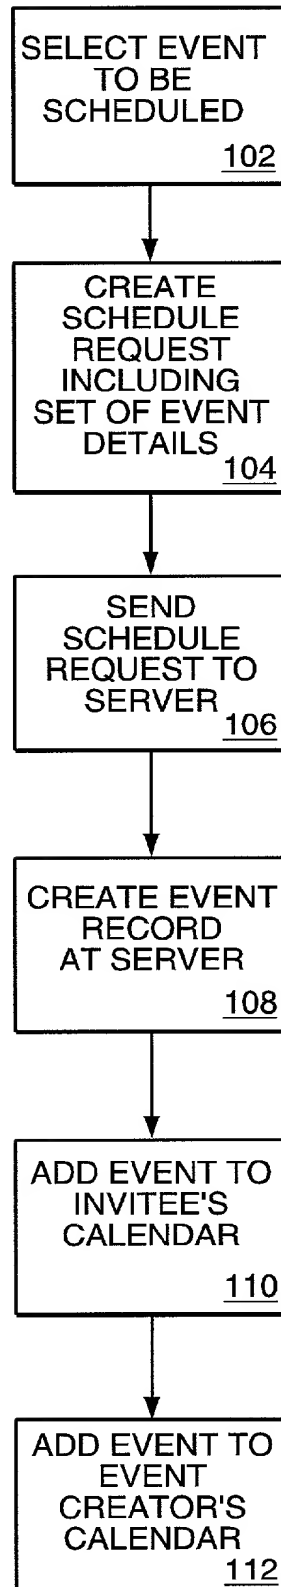 SELECT EVENT
TO BE
SCHEDULED
102
CREATE
SCHEDULE
REQUEST
INCLUDING
SET OF EVENT
DETAILS
104
SEND
SCHEDULE
REQUEST TO
SERVER
106
CREATE EVENT
RECORD
AT SERVER
108
ADD EVENT TO
INVITEE'S
CALENDAR
110
ADD EVENT TO
EVENT
CREATOR'S
CALENDAR
112